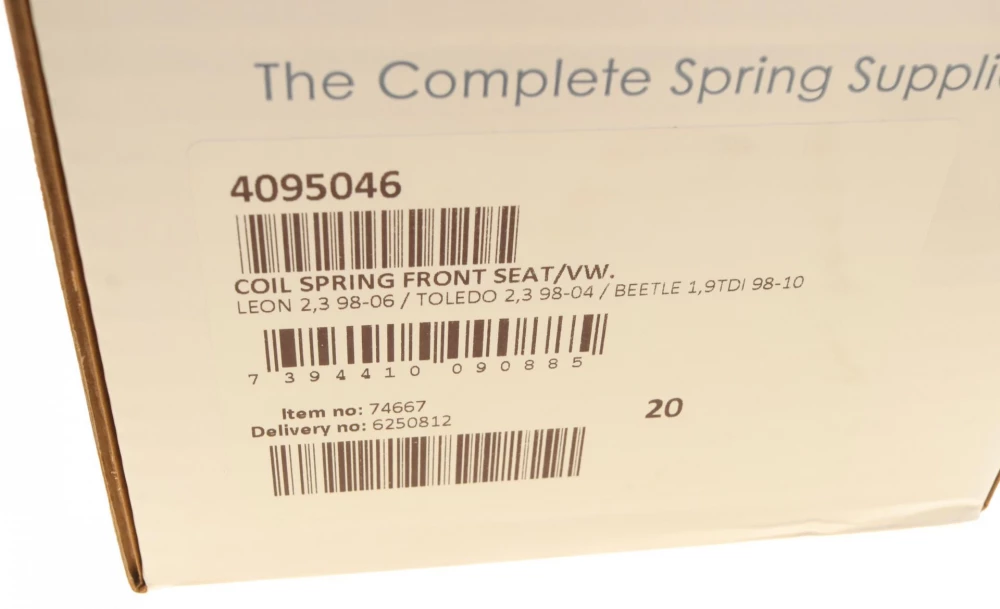 The Complete Spring
4095046
COIL SPRING FRONT SEAT/VW.
LEON 2,3 98-06 / TOLEDO 2,3 98-04 / BEETLE 1,9TDI 98-10
7 394410 090885
Item no: 74667
20
Delivery no: 6250812